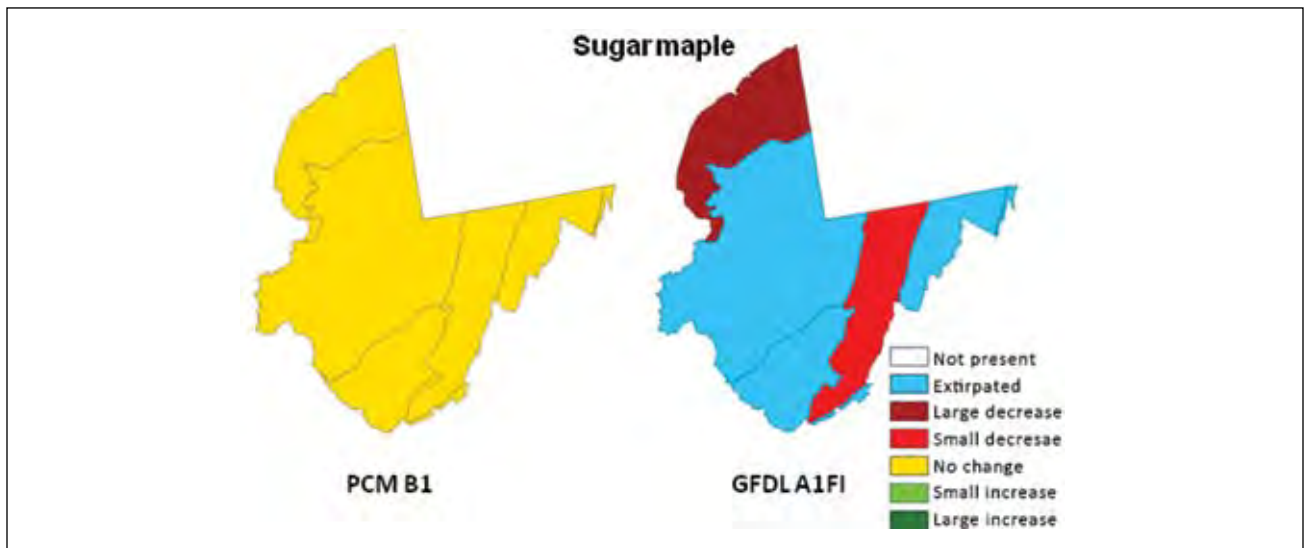 Sugarmaple
Not present
Extirpated
Large decrease
Small decresae
No change
Small increase
Large increase
PCM B1
GFDL A1FI